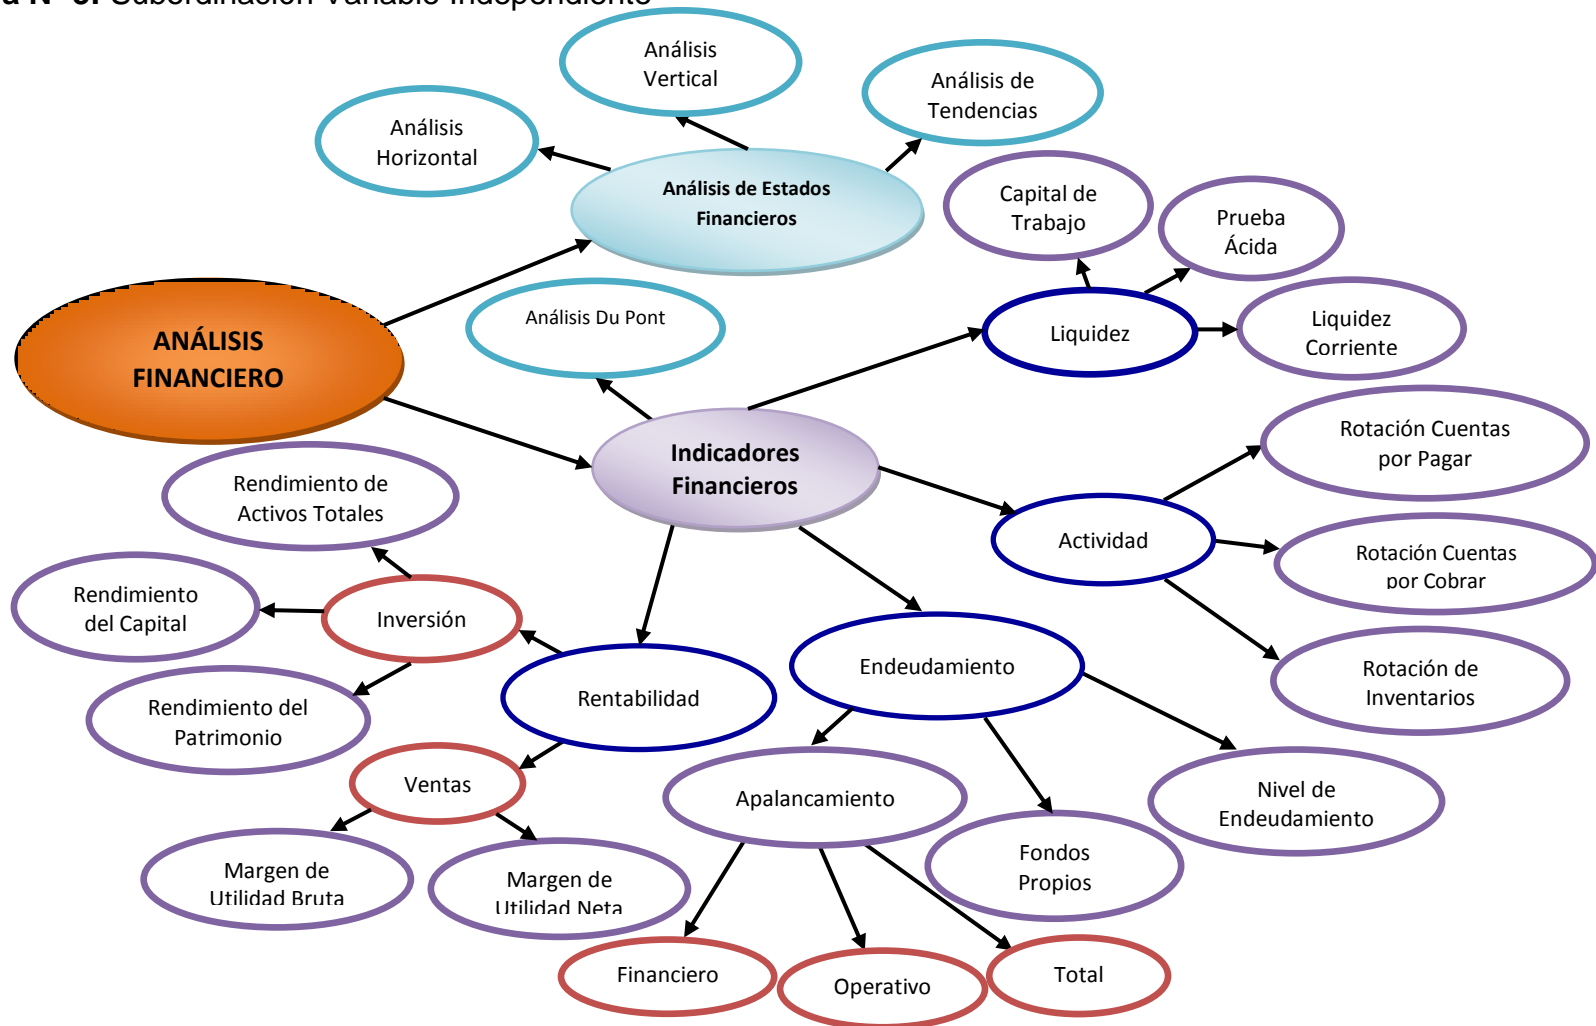 Subordinación Variable Independiente
Análisis
Vertical
Análisis de
Tendencias
Análisis
Horizontal
Análisis de Estados
Financieros
Capital de
Trabajo
Prueba
Ácida
Análisis Du Pont
Liquidez
Liquidez
Corriente
ANÁLISIS
FINANCIERO
Indicadores
Financieros
Rotación Cuentas
por Pagar
Rendimiento de
Activos Totales
Actividad
Rotación Cuentas
por Cobrar
Rendimiento
del Capital
Inversión
Rentabilidad
Endeudamiento
Rotación de
Inventarios
Rendimiento del
Patrimonio
Ventas
Apalancamiento
Nivel de
Endeudamiento
Margen de
Utilidad Bruta
Margen de
Utilidad Neta
Fondos
Propios
Financiero
Operativo
Total